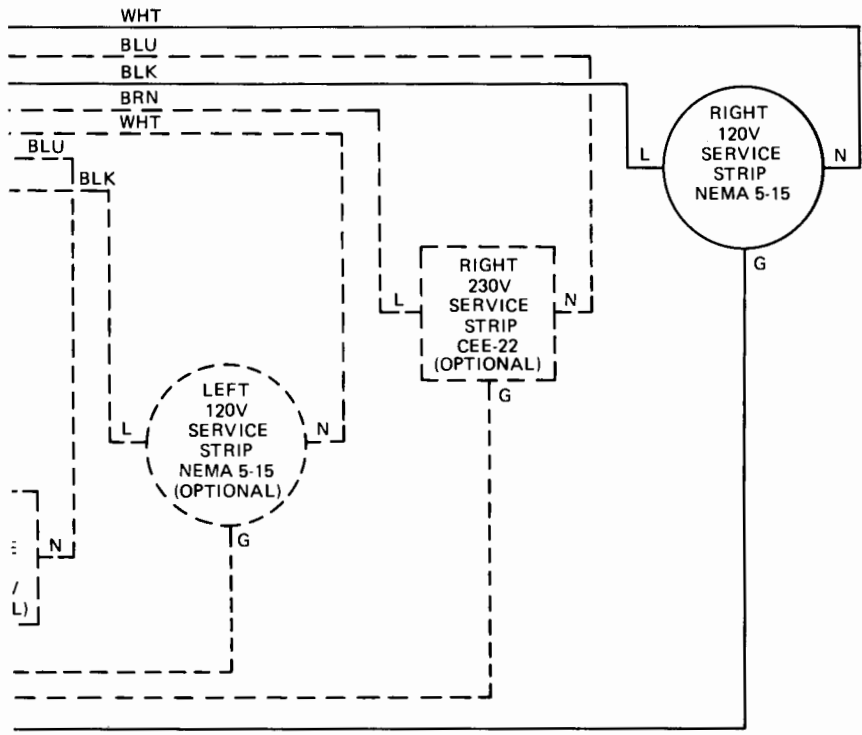 WHT
BLU
BLK
BRN
WHT
BLU
BLK
RIGHT
120V
SERVICE
STRIP
NEMA 5-15
L
N
G
RIGHT
230V
SERVICE
STRIP
CEE-22
(OPTIONAL)
L
N
G
LEFT
120V
SERVICE
STRIP
NEMA 5-15
(OPTIONAL)
L
N
G
N
L)